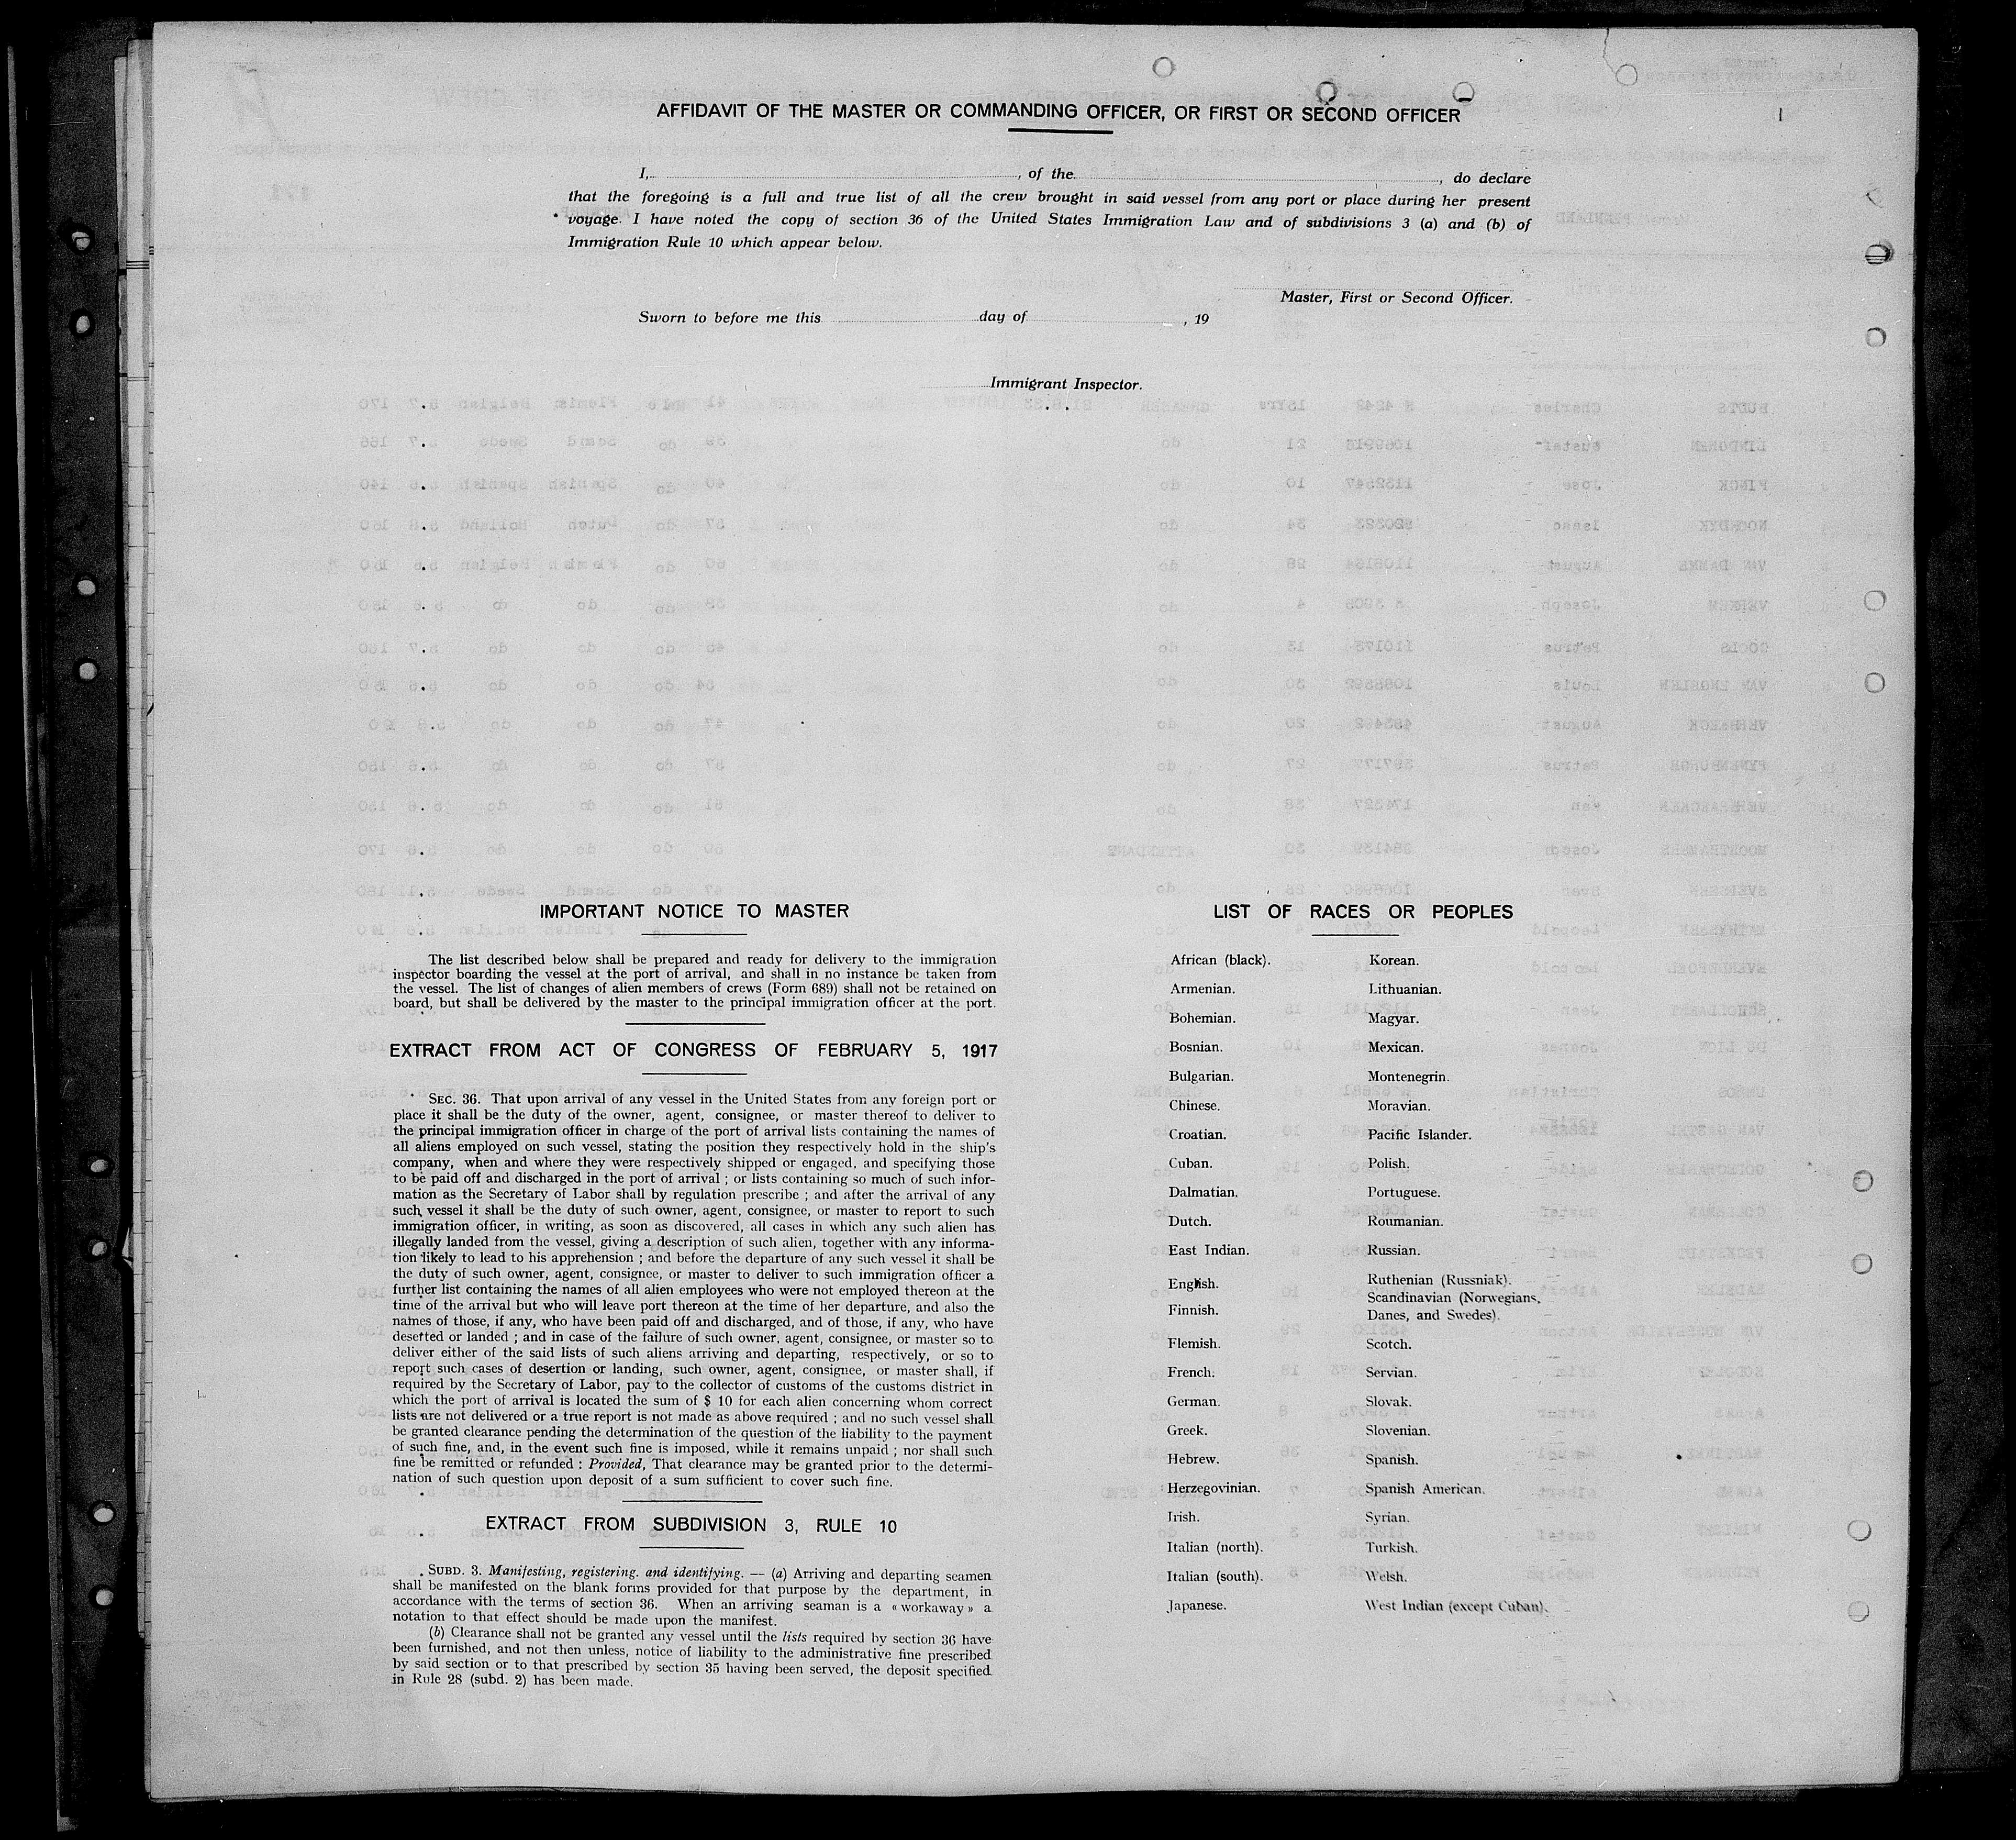 AFFIDAVIT OF THE MASTER OR COMMANDING OFFICER, OR FIRST OR SECOND OFFICER
I, , of the , do declare
that the foregoing is a full and true list of all the crew brought in said vessel from any port or place during her present
voyage. I have noted the copy of section 36 of the United States Immigration Law and of subdivisions 3 (a) and (b) of
Immigration Rule 10 which appear below.
Master, First or Second Officer.
Sworn to before me this day of , 19
Immigrant Inspector.
IMPORTANT NOTICE TO MASTER
The list described below shall be prepared and ready for delivery to the immigration
inspector boarding the vessel at the port of arrival, and shall in no instance be taken from
the vessel. The list of changes of alien members of crews (Form 689) shall not be retained on
board, but shall be delivered by the master to the principal immigration officer at the port.
EXTRACT FROM ACT OF CONGRESS OF FEBRUARY 5, 1917
SEC. 36. That upon arrival of any vessel in the United States from any foreign port or
place it shall be the duty of the owner, agent, consignee, or master thereof to deliver to
the principal immigration officer in charge of the port of arrival lists containing the names of
all aliens employed on such vessel, stating the position they respectively hold in the ship's
company, when and where they were respectively shipped or engaged, and specifying those
to be paid off and discharged in the port of arrival ; or lists containing so much of such infor-
mation as the Secretary of Labor shall by regulation prescribe ; and after the arrival of any
such vessel it shall be the duty of such owner, agent, consignee, or master to report to such
immigration officer, in writing, as soon as discovered, all cases in which any such alien has
illegally landed from the vessel, giving a description of such alien, together with any informa-
tion likely to lead to his apprehension ; and before the departure of any such vessel it shall be
the duty of such owner, agent, consignee, or master to deliver to such immigration officer a
further list containing the names of all alien employees who were not employed thereon at the
time of the arrival but who will leave port thereon at the time of her departure, and also the
names of those, if any, who have been paid off and discharged, and of those, if any, who have
desetted or landed ; and in case of the failure of such owner, agent, consignee, or master so to
deliver either of the said lists of such aliens arriving and departing, respectively, or so to
report such cases of desertion or landing, such owner, agent, consignee, or master shall, if
required by the Secretary of Labor, pay to the collector of customs of the customs district in
which the port of arrival is located the sum of $ 10 for each alien concerning whom correct
lists are not delivered or a true report is not made as above required ; and no such vessel shall
be granted clearance pending the determination of the question of the liability to the payment
of such fine, and, in the event such fine is imposed, while it remains unpaid ; nor shall such
fine be remitted or refunded : Provided, That clearance may be granted prior to the determi-
nation of such question upon deposit of a sum sufficient to cover such fine.
EXTRACT FROM SUBDIVISION 3, RULE 10
SUBD. 3. Manifesting, registering. and identifying. — (a) Arriving and departing seamen
shall be manifested on the blank forms provided for that purpose by the department, in
accordance with the terms of section 36. When an arriving seaman is a « workaway » a
notation to that effect should be made upon the manifest.
(b) Clearance shall not be granted any vessel until the lists required by section 36 have
been furnished, and not then unless, notice of liability to the administrative fine prescribed
by said section or to that prescribed by section 35 having been served, the deposit specified
in Rule 28 (subd. 2) has been made.
LIST OF RACES OR PEOPLES
African (black).
Armenian.
Bohemian.
Bosnian.
Bulgarian.
Chinese.
Croatian.
Cuban.
Dalmatian.
Dutch.
East Indian.
English.
Finnish.
Flemish.
French.
German.
Greek.
Hebrew.
Herzegovinian.
Irish.
Italian (north).
Italian (south).
Japanese.
Korean.
Lithuanian.
Magyar.
Mexican.
Montenegrin.
Moravian.
Pacific Islander.
Polish.
Portuguese.
Roumanian.
Russian.
Ruthenian (Russniak).
Scandinavian (Norwegians,
Danes, and Swedes).
Scotch.
Servian.
Slovak.
Slovenian.
Spanish.
Spanish American.
Syrian.
Turkish.
Welsh.
West Indian (except Cuban).